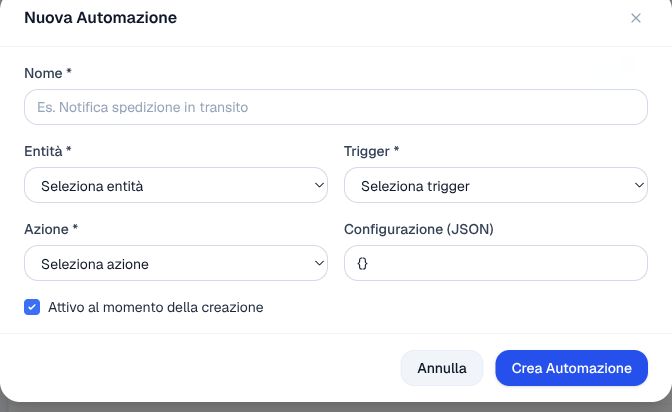 Nuova Automazione
Nome *
Es. Notifica spedizione in transito
Entità * Trigger *
Seleziona entità Seleziona trigger
Azione * Configurazione (JSON)
Seleziona azione {}
Attivo al momento della creazione
Annulla Crea Automazione